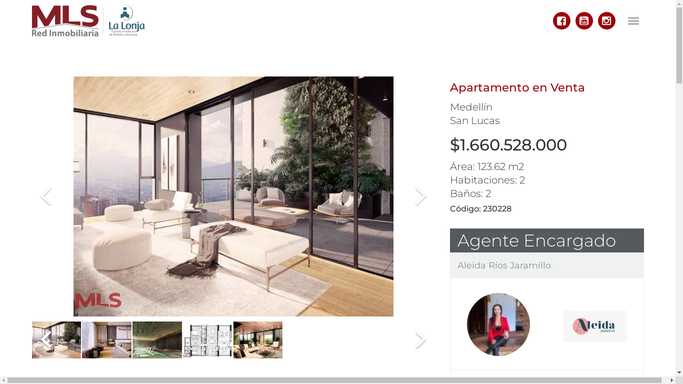 MLS
Red Inmobiliaria
La Lonja
Apartamento en Venta
Medellín
San Lucas
$1.660.528.000
Área: 123.62 m2
Habitaciones: 2
Baños: 2
Código: 230228
Agente Encargado
Aleida Ríos Jaramillo
MLS
Aleida